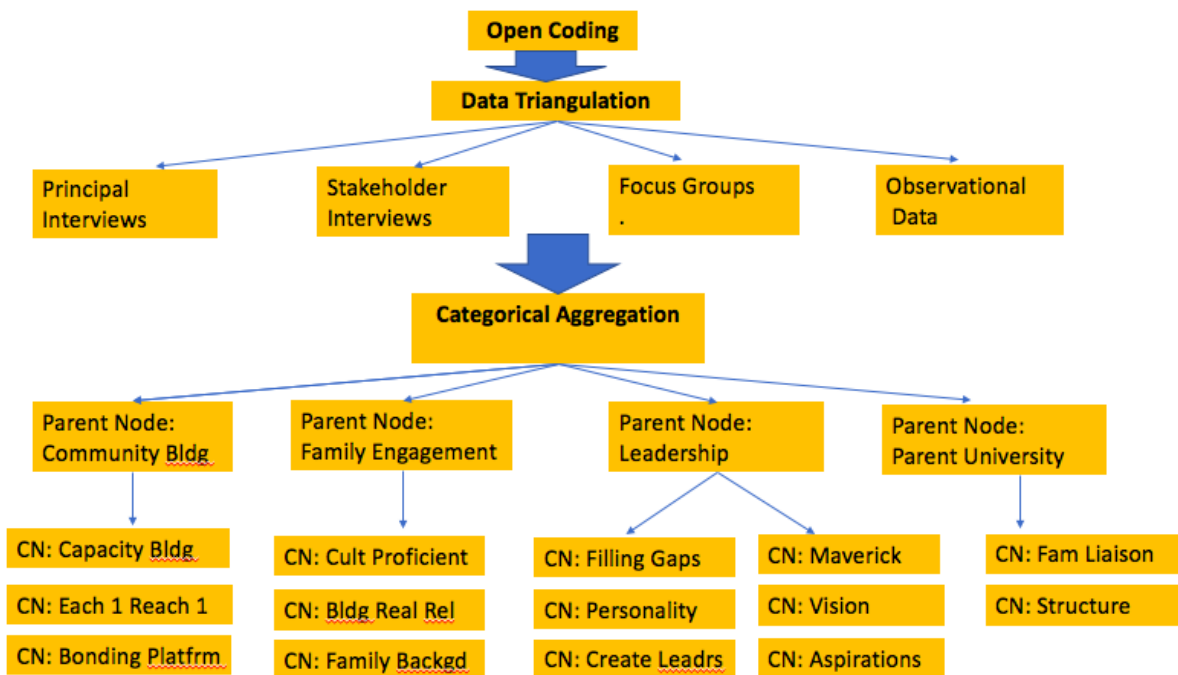 Open Coding
Data Triangulation
Principal
Interviews
Stakeholder
Interviews
Focus Groups
.
Observational
Data
Categorical Aggregation
Parent Node:
Community Bldg
Parent Node:
Family Engagement
Parent Node:
Leadership
Parent Node:
Parent University
CN: Capacity Bldg
CN: Each 1 Reach 1
CN: Bonding Platfrm
CN: Cult Proficient
CN: Bldg Real Rel
CN: Family Backgd
CN: Filling Gaps
CN: Personality
CN: Create Leadrs
CN: Maverick
CN: Vision
CN: Aspirations
CN: Fam Liaison
CN: Structure